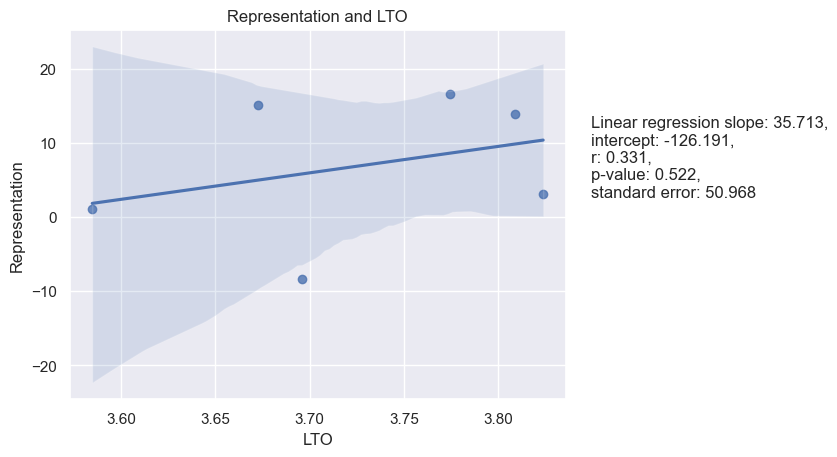 Representation and LTO
20
10
0
−10
−20
Representation
3.60
3.65
3.70
3.75
3.80
LTO
Linear regression slope: 35.713,
intercept: -126.191,
r: 0.331,
p-value: 0.522,
standard error: 50.968